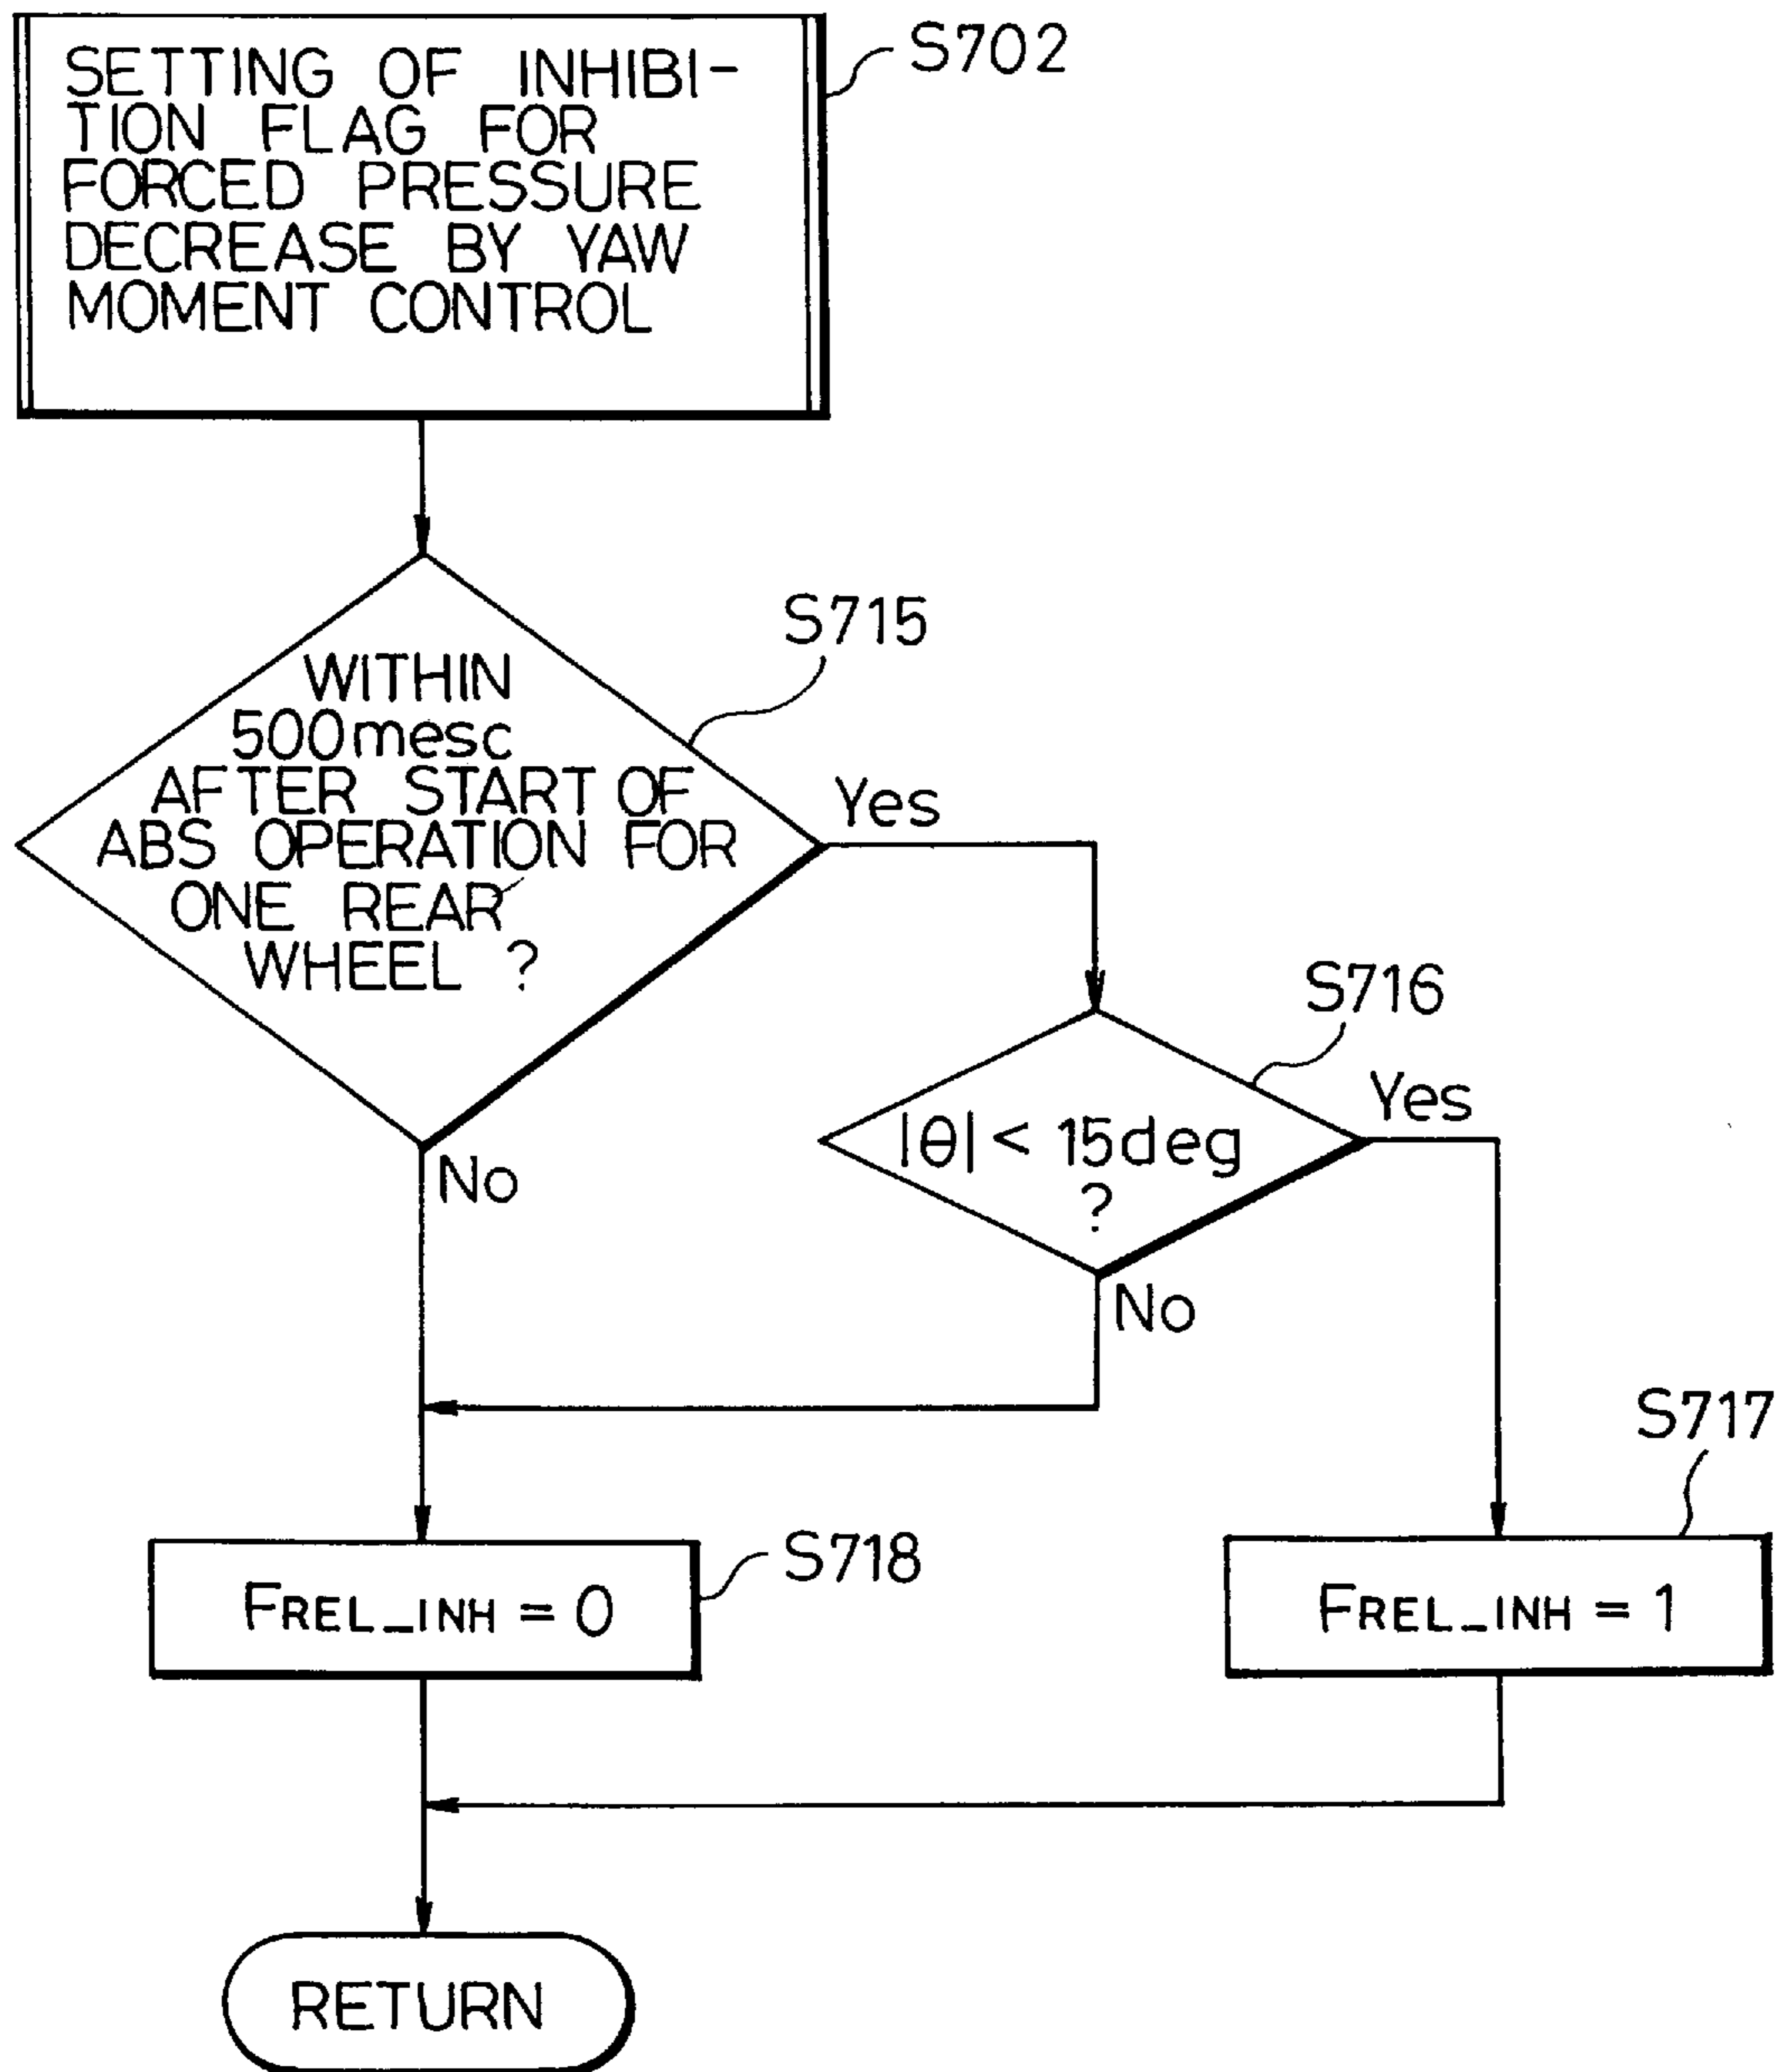 SETTING OF INHIBI-
TION FLAG FOR
FORCED PRESSURE
DECREASE BY YAW
MOMENT CONTROL
S702
WITHIN
500mesc
AFTER START OF
ABS OPERATION FOR
ONE REAR
WHEEL ?
S715
Yes
No
|θ| < 15deg
?
S716
Yes
No
FREL_INH = 0
S718
FREL_INH = 1
S717
RETURN